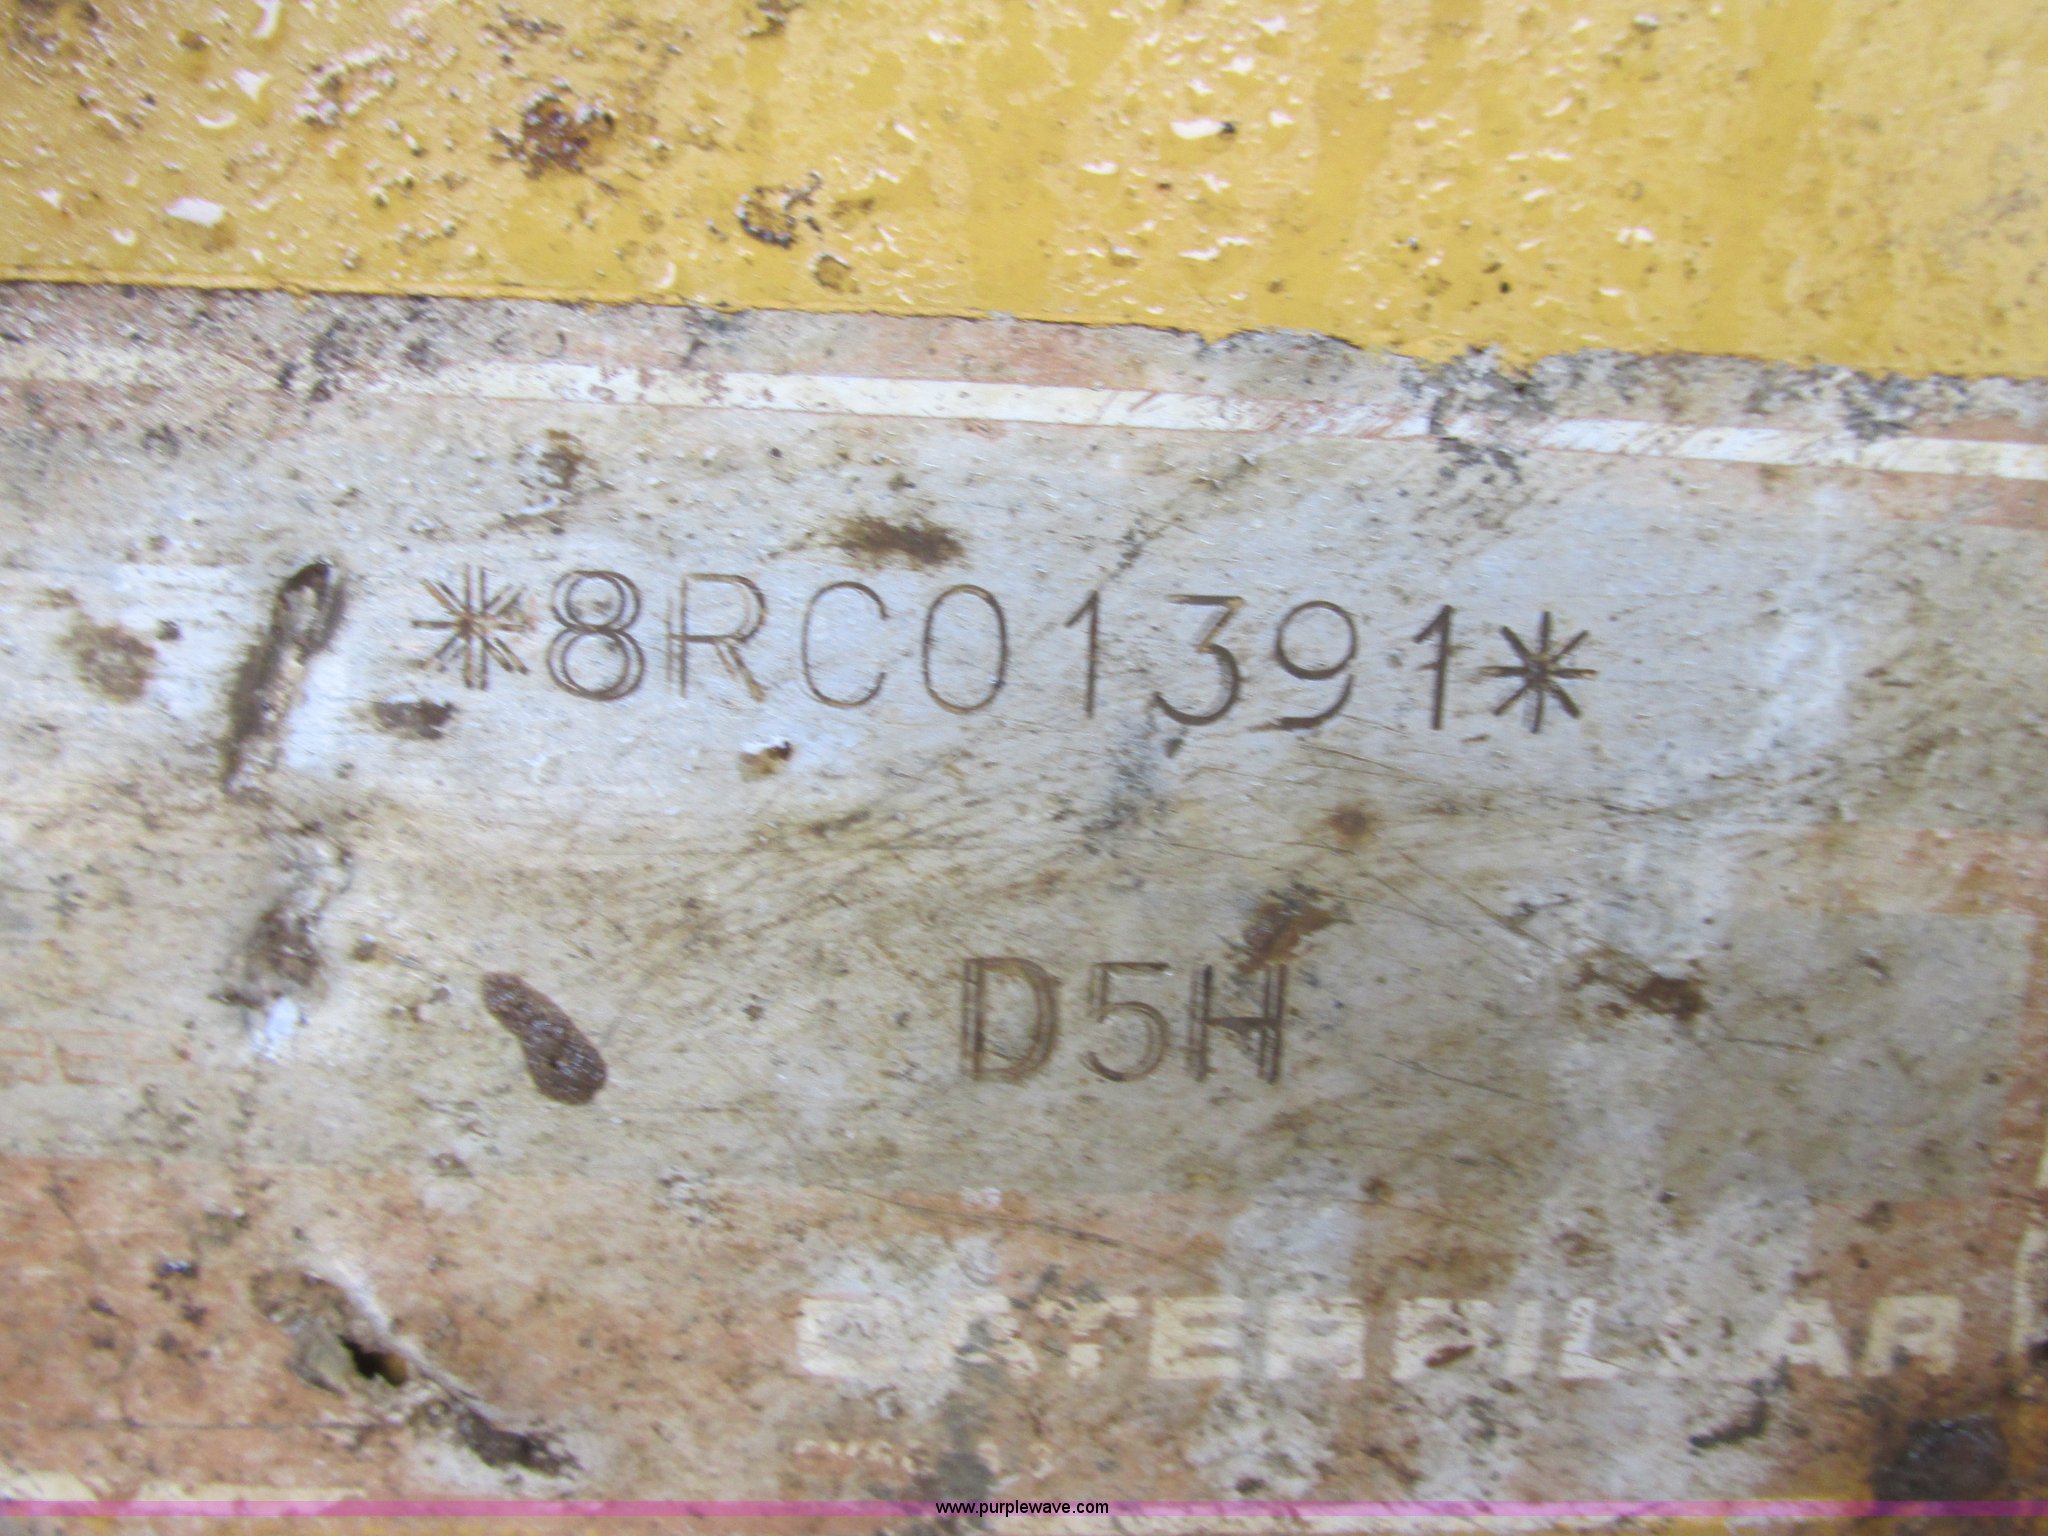 *8RC01391*
D5H
CATERPILLAR
www.purplewave.com